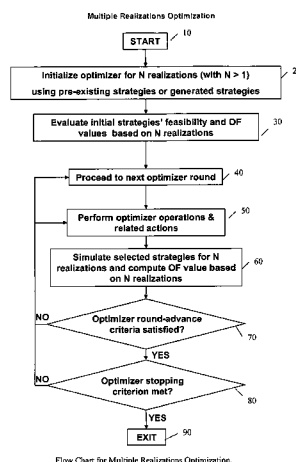 Multiple Realizations Optimization
10
START
2
Initialize optimizer for N realizations (with N > 1)
using pre-existing strategies or generated strategies
30
Evaluate initial strategies' feasibility and OF
values based on N realizations
40
Proceed to next optimizer round
50
Perform optimizer operations &
related actions
60
Simulate selected strategies for N
realizations and compute OF value based
on N realizations
Optimizer round-advance
criteria satisfied?
NO
70
YES
NO
Optimizer stopping
criterion met?
80
YES
EXIT
90
Flow Chart for Multiple Realizations Optimization